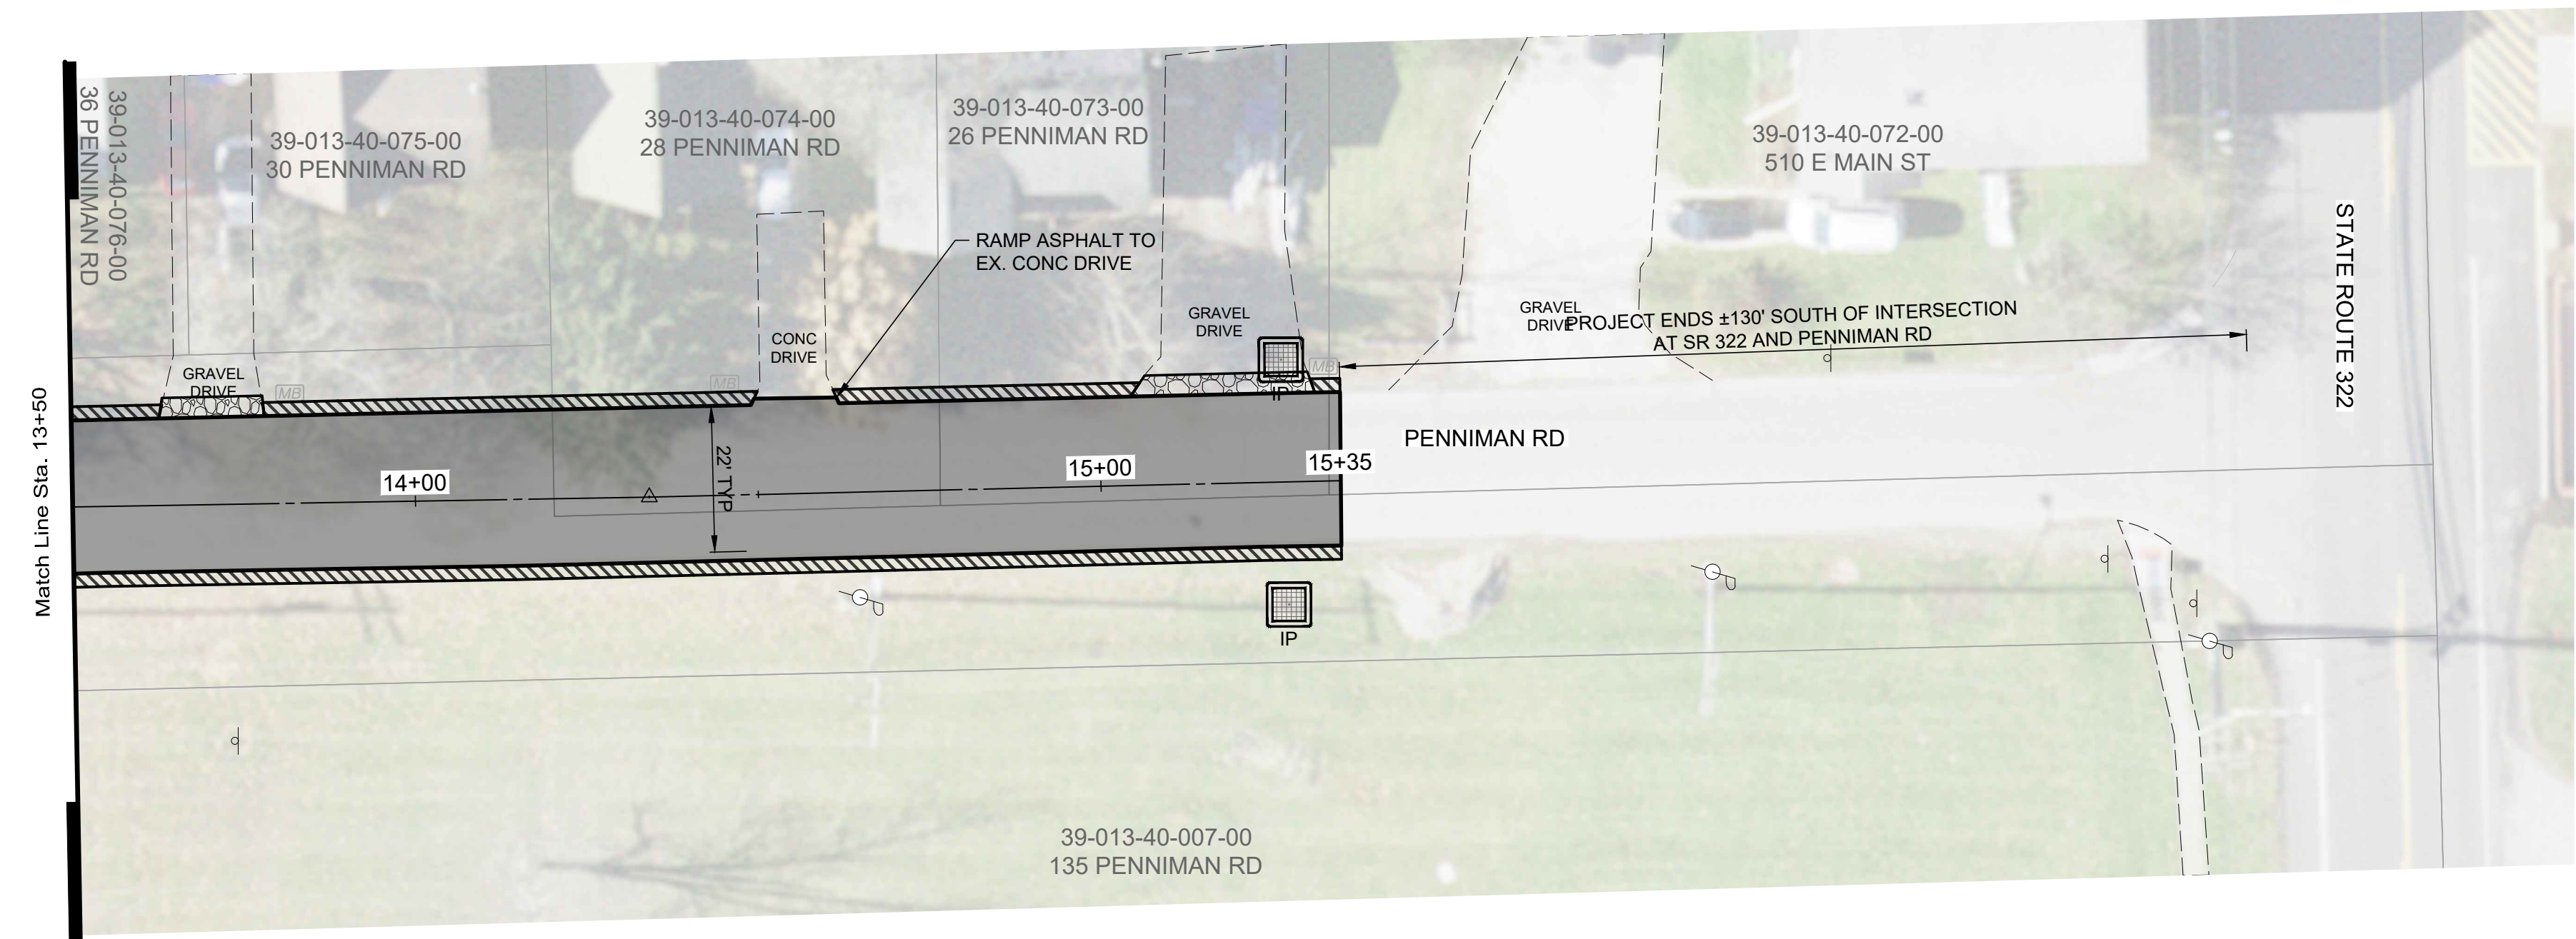 39-013-40-076-00
36 PENNIMAN RD
39-013-40-075-00
30 PENNIMAN RD
39-013-40-074-00
28 PENNIMAN RD
39-013-40-073-00
26 PENNIMAN RD
39-013-40-072-00
510 E MAIN ST
STATE ROUTE 322
RAMP ASPHALT TO
EX. CONC DRIVE
GRAVEL
DRIVE
CONC
DRIVE
GRAVEL
DRIVE
GRAVEL
DRIVE
PROJECT ENDS ±130' SOUTH OF INTERSECTION
AT SR 322 AND PENNIMAN RD
MB
MB
MB
IP
Match Line Sta. 13+50
14+00
22' TYP
15+00
15+35
PENNIMAN RD
IP
39-013-40-007-00
135 PENNIMAN RD